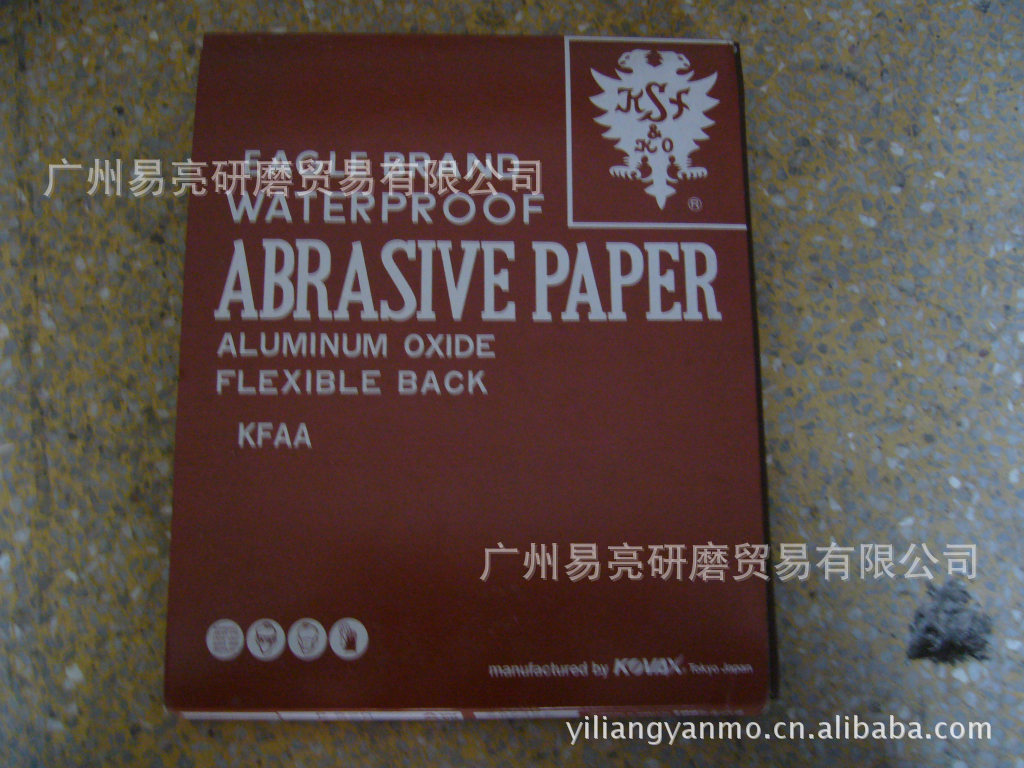 KSF
&
KO
®
EAGLE BRAND
广州易亮研磨贸易有限公司
WATERPROOF
ABRASIVE PAPER
ALUMINUM OXIDE
FLEXIBLE BACK
KFAA
广州易亮研磨贸易有限公司
manufactured by KOVAX Tokyo Japan
yiliangyanmo.cn.alibaba.com